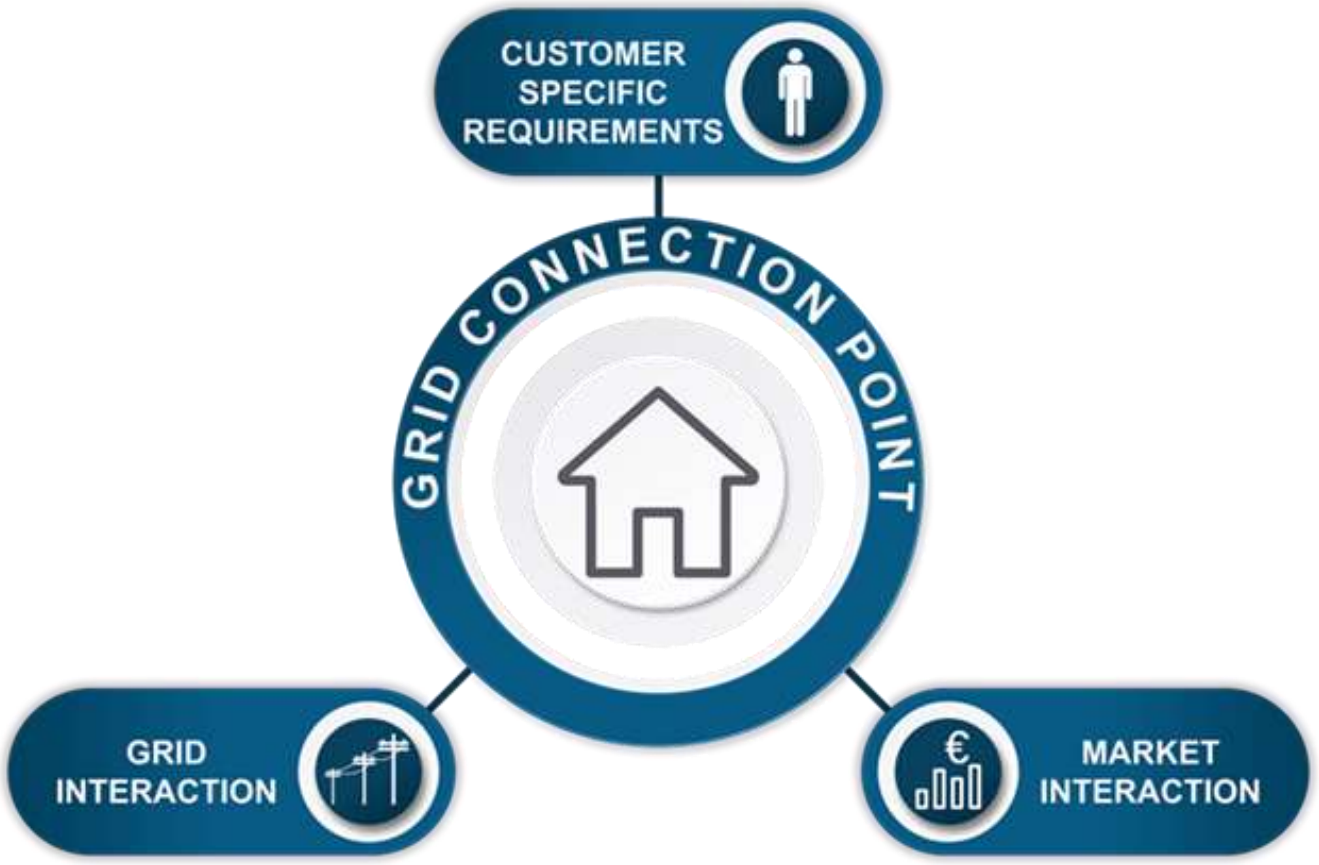 CUSTOMER
SPECIFIC
REQUIREMENTS
GRID CONNECTION POINT
GRID
INTERACTION
€
MARKET
INTERACTION